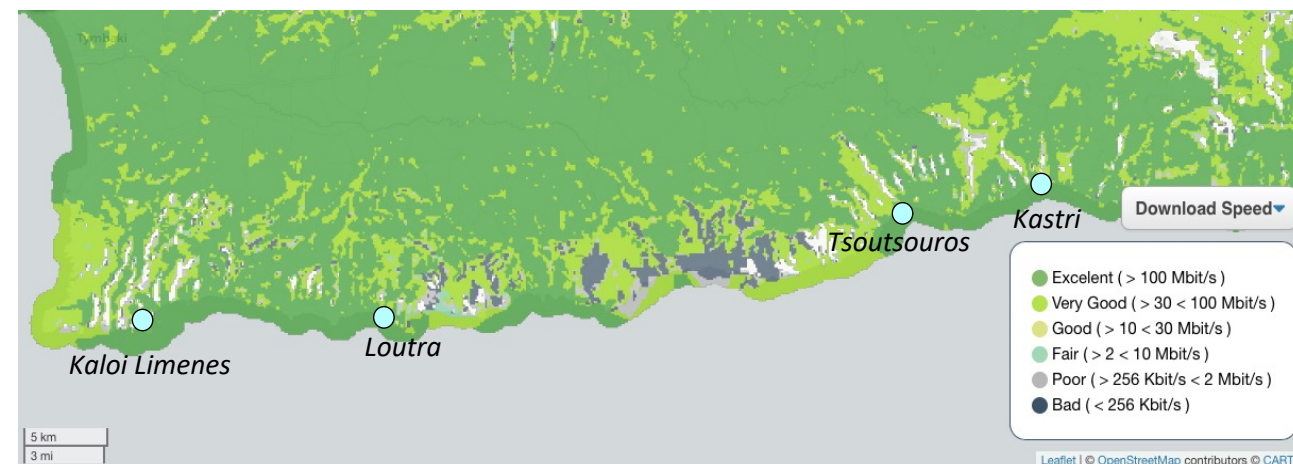 Tymbaki
Kastri
Download Speed
Tsoutsouros
Excelent ( > 100 Mbit/s )
Very Good ( > 30 < 100 Mbit/s )
Good ( > 10 < 30 Mbit/s )
Fair ( > 2 < 10 Mbit/s )
Poor ( > 256 Kbit/s < 2 Mbit/s )
Bad ( < 256 Kbit/s )
Loutra
Kaloi Limenes
5 km
3 mi
Leaflet | © OpenStreetMap contributors © CART